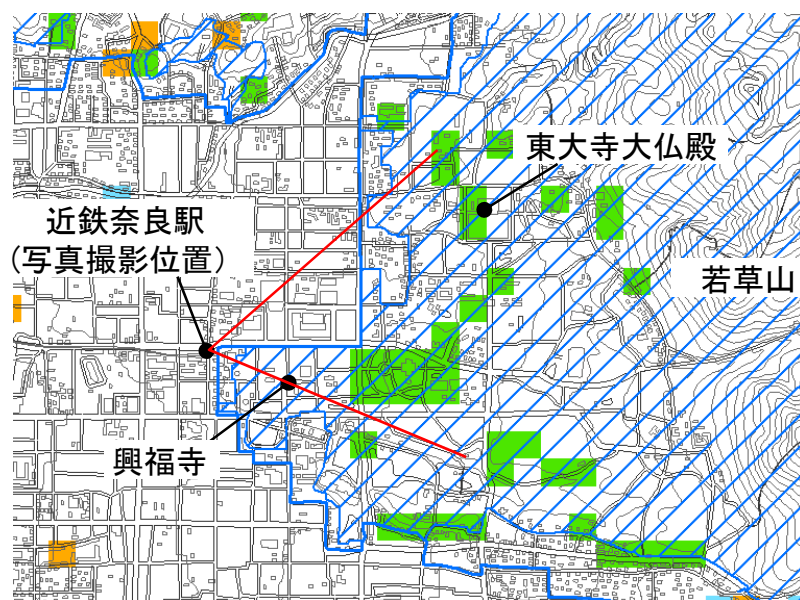 東大寺大仏殿
近鉄奈良駅
（写真撮影位置）
若草山
興福寺